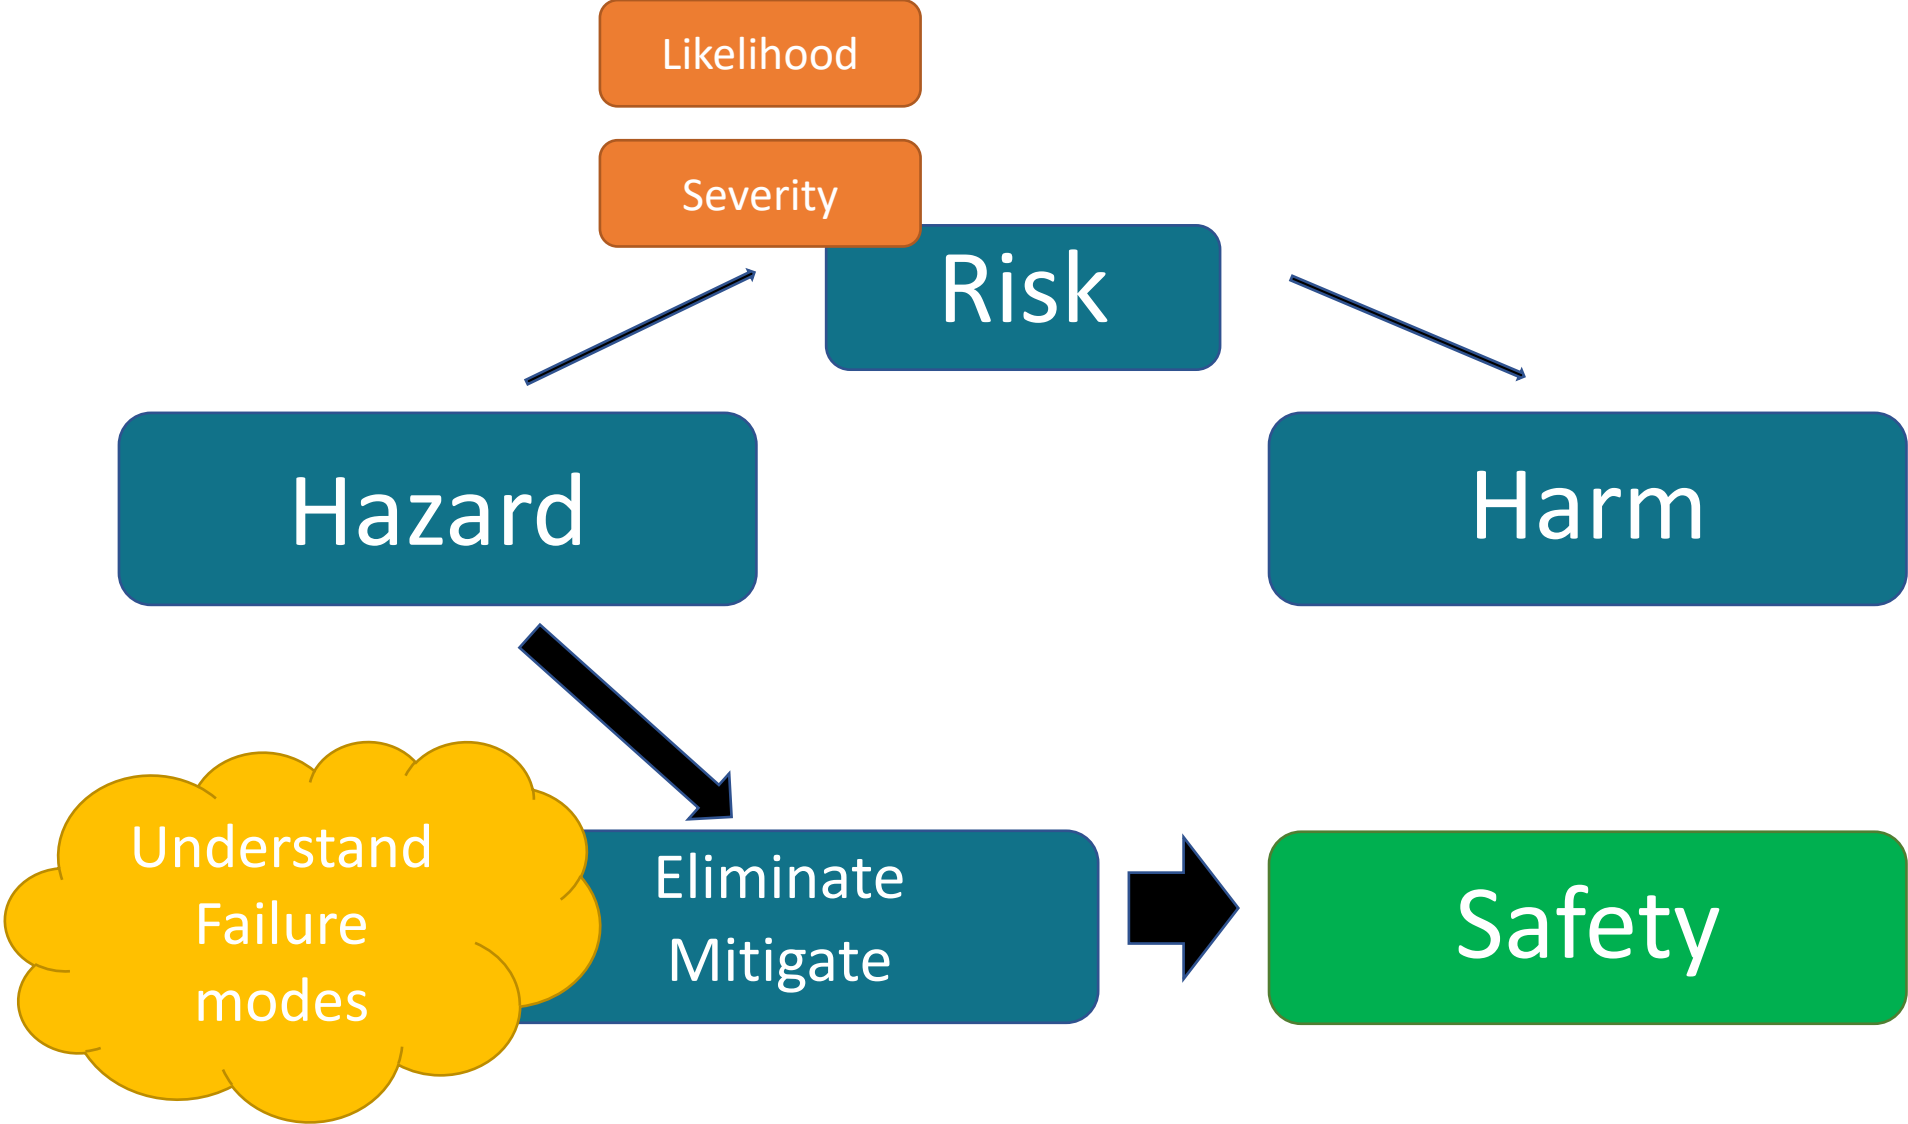 Likelihood
Severity
Risk
Hazard
Harm
Understand
Failure
modes
Eliminate
Mitigate
Safety